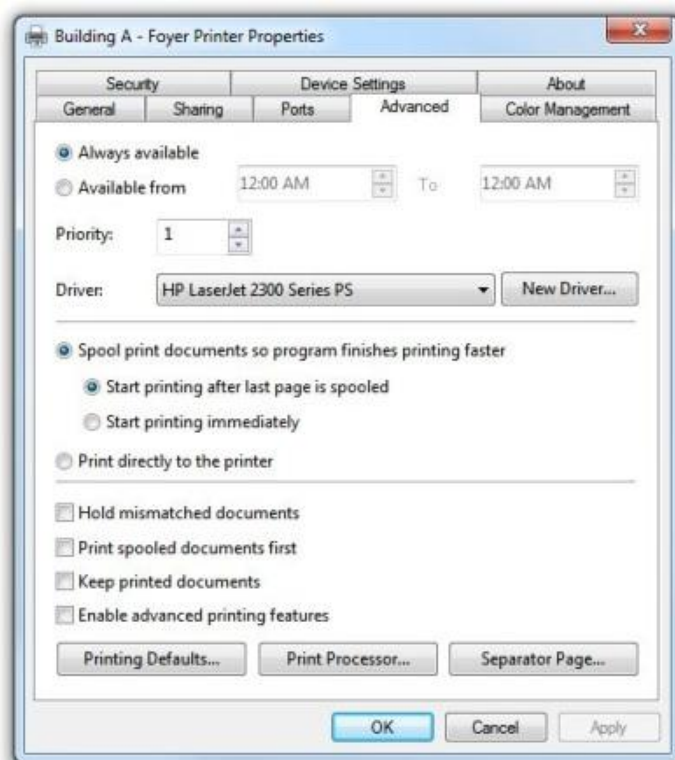 Building A - Foyer Printer Properties
Security Device Settings About
General Sharing Ports Advanced Color Management
Always available
Available from 12:00 AM To 12:00 AM
Priority: 1
Driver: HP LaserJet 2300 Series PS New Driver...
Spool print documents so program finishes printing faster
Start printing after last page is spooled
Start printing immediately
Print directly to the printer
Hold mismatched documents
Print spooled documents first
Keep printed documents
Enable advanced printing features
Printing Defaults... Print Processor... Separator Page...
OK Cancel Apply